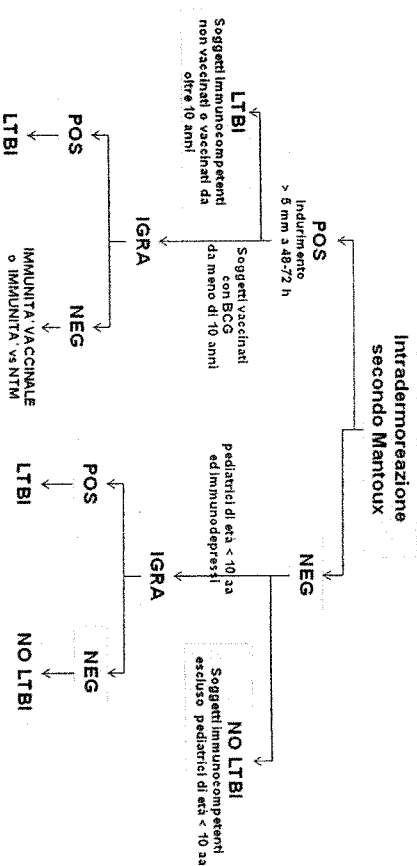 Intradermoreazione
secondo Mantoux
POS
Indurimento
> 5 mm a 48-72 h
NEG
LTBI
Soggetti immunocompetenti
non vaccinati o vaccinati da
oltre 10 anni
Soggetti vaccinati
con BCG
da meno di 10 anni
pediatrici di età < 10 aa
ed immunodepressi
NO LTBI
Soggetti immunocompetenti
escluso pediatrici di età < 10 aa
IGRA
IGRA
POS
NEG
POS
NEG
LTBI
IMMUNITA' VACCINALE
o IMMUNITA' vs NTM
LTBI
NO LTBI